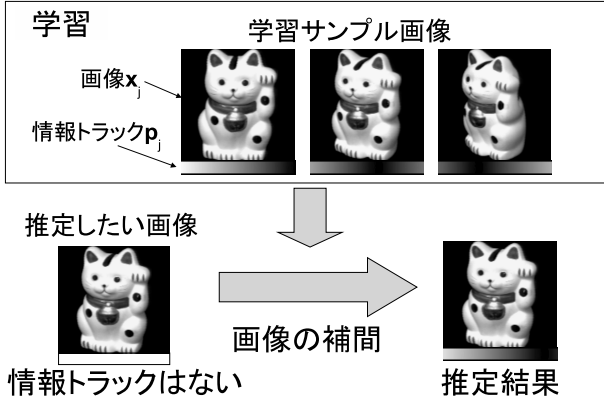 学習
学習サンプル画像
画像xj
情報トラックpj
推定したい画像
画像の補間
情報トラックはない
推定結果